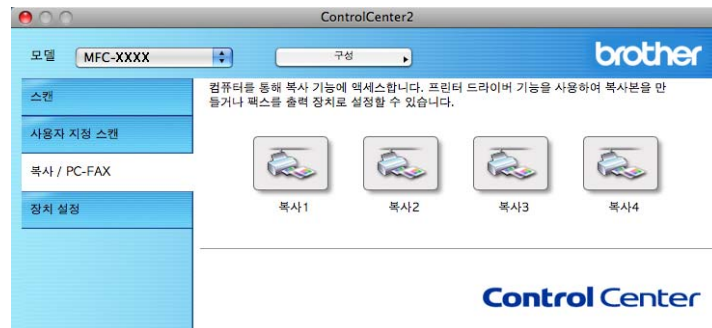 ControlCenter2
모델 MFC-XXXX 구성 brother
스캔
사용자 지정 스캔
복사 / PC-FAX
장치 설정
컴퓨터를 통해 복사 기능에 액세스합니다. 프린터 드라이버 기능을 사용하여 복사본을 만
들거나 팩스를 출력 장치로 설정할 수 있습니다.
복사1 복사2 복사3 복사4
Control Center